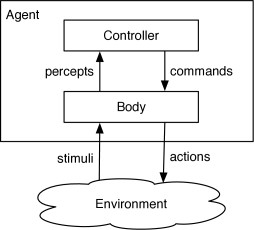 Agent
Controller
percepts
commands
Body
stimuli
actions
Environment